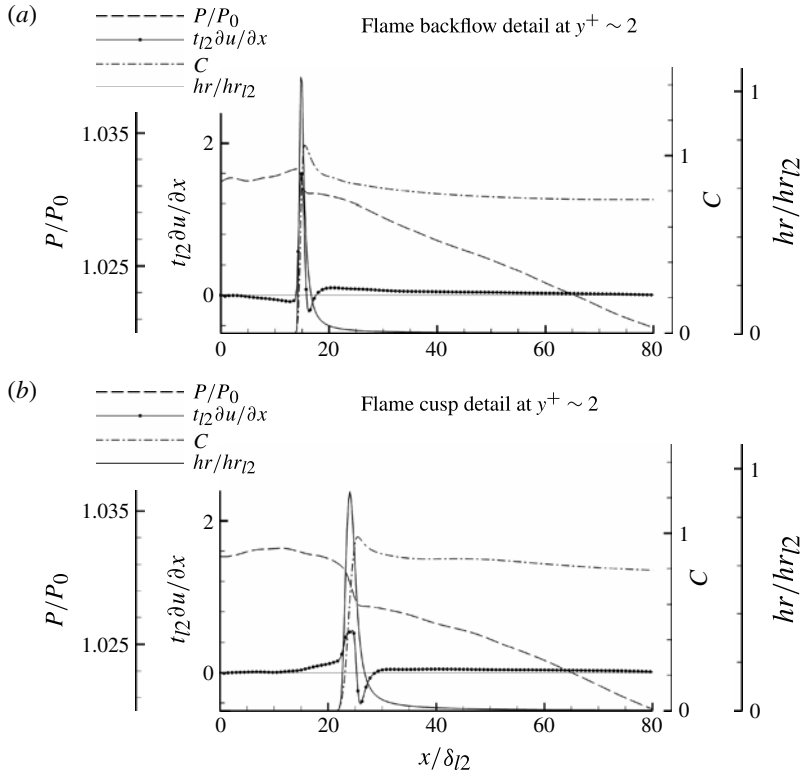 (a)
P/P0
tl2∂u/∂x
C
hr/hrl2
Flame backflow detail at y+ ∼ 2
1.035
1.025
P/P0
2
0
tl2∂u/∂x
1
0
C
1
0
hr/hrl2
0 20 40 60 80
(b)
P/P0
tl2∂u/∂x
C
hr/hrl2
Flame cusp detail at y+ ∼ 2
1.035
1.025
P/P0
2
0
tl2∂u/∂x
1
0
C
1
0
hr/hrl2
0 20 40 60 80
x/δl2